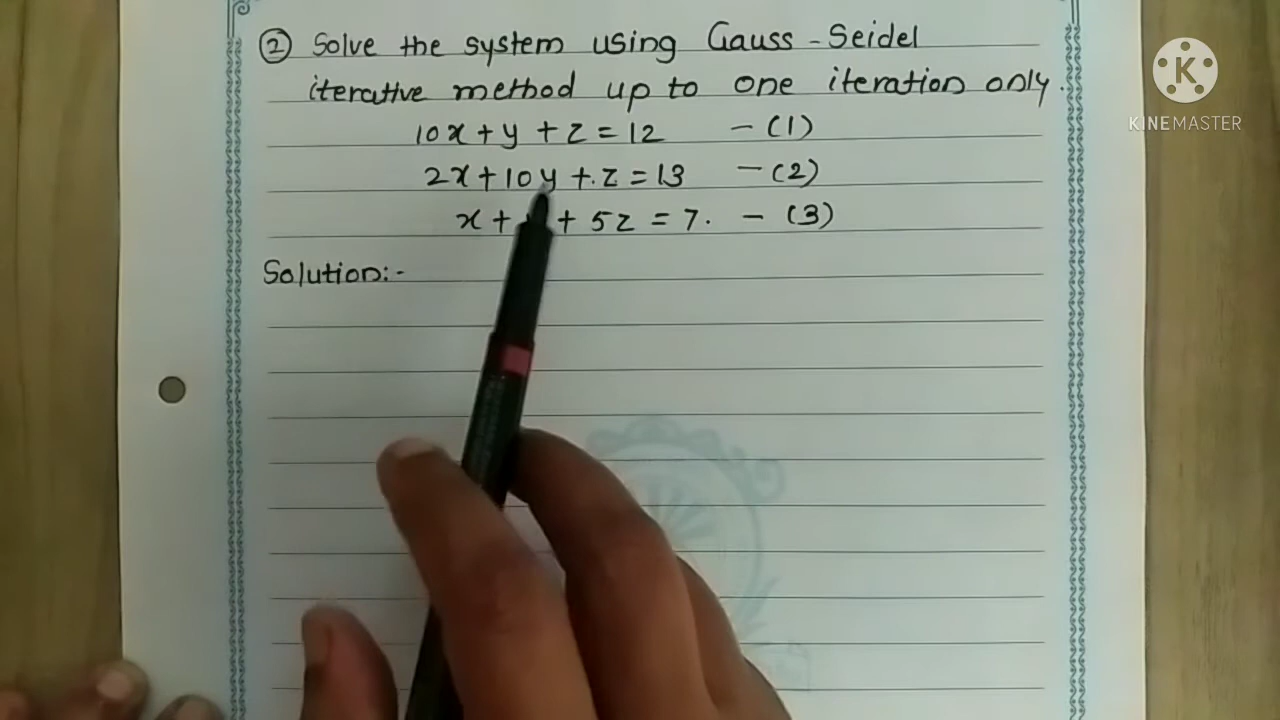 ② Solve the system using Gauss-Seidel
iterative method up to one iteration only.
10x + y + z = 12 - (1)
2x + 10y + z = 13 - (2)
x + + 5z = 7. - (3)
Solution:-
K
KINEMASTER